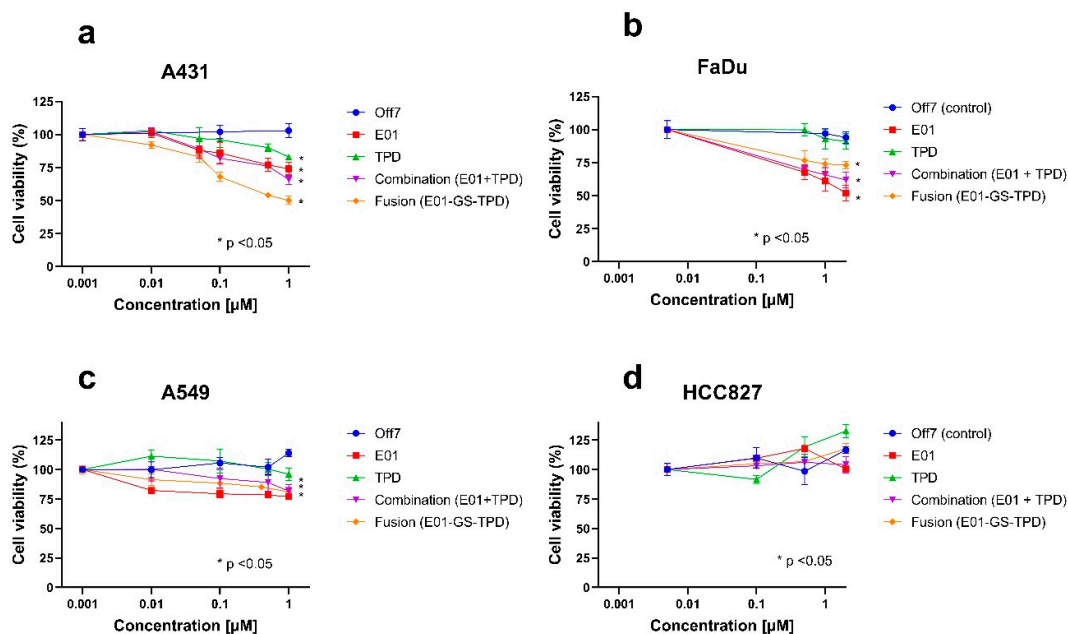 a
A431
Cell viability (%)
125
100
75
50
25
0
0.001
0.01
0.1
1
Concentration [µM]
* p <0.05
*
*
*
*
Off7
E01
TPD
Combination (E01+TPD)
Fusion (E01-GS-TPD)
b
FaDu
Cell viability (%)
125
100
75
50
25
0
0.001
0.01
0.1
1
Concentration [µM]
* p <0.05
*
*
*
Off7 (control)
E01
TPD
Combination (E01 + TPD)
Fusion (E01-GS-TPD)
c
A549
Cell viability (%)
125
100
75
50
25
0
0.001
0.01
0.1
1
Concentration [µM]
* p <0.05
*
*
*
Off7
E01
TPD
Combination (E01+TPD)
Fusion (E01-GS-TPD)
d
HCC827
Cell viability (%)
125
100
75
50
25
0
0.001
0.01
0.1
1
Concentration [µM]
* p <0.05
Off7 (control)
E01
TPD
Combination (E01 + TPD)
Fusion (E01-GS-TPD)